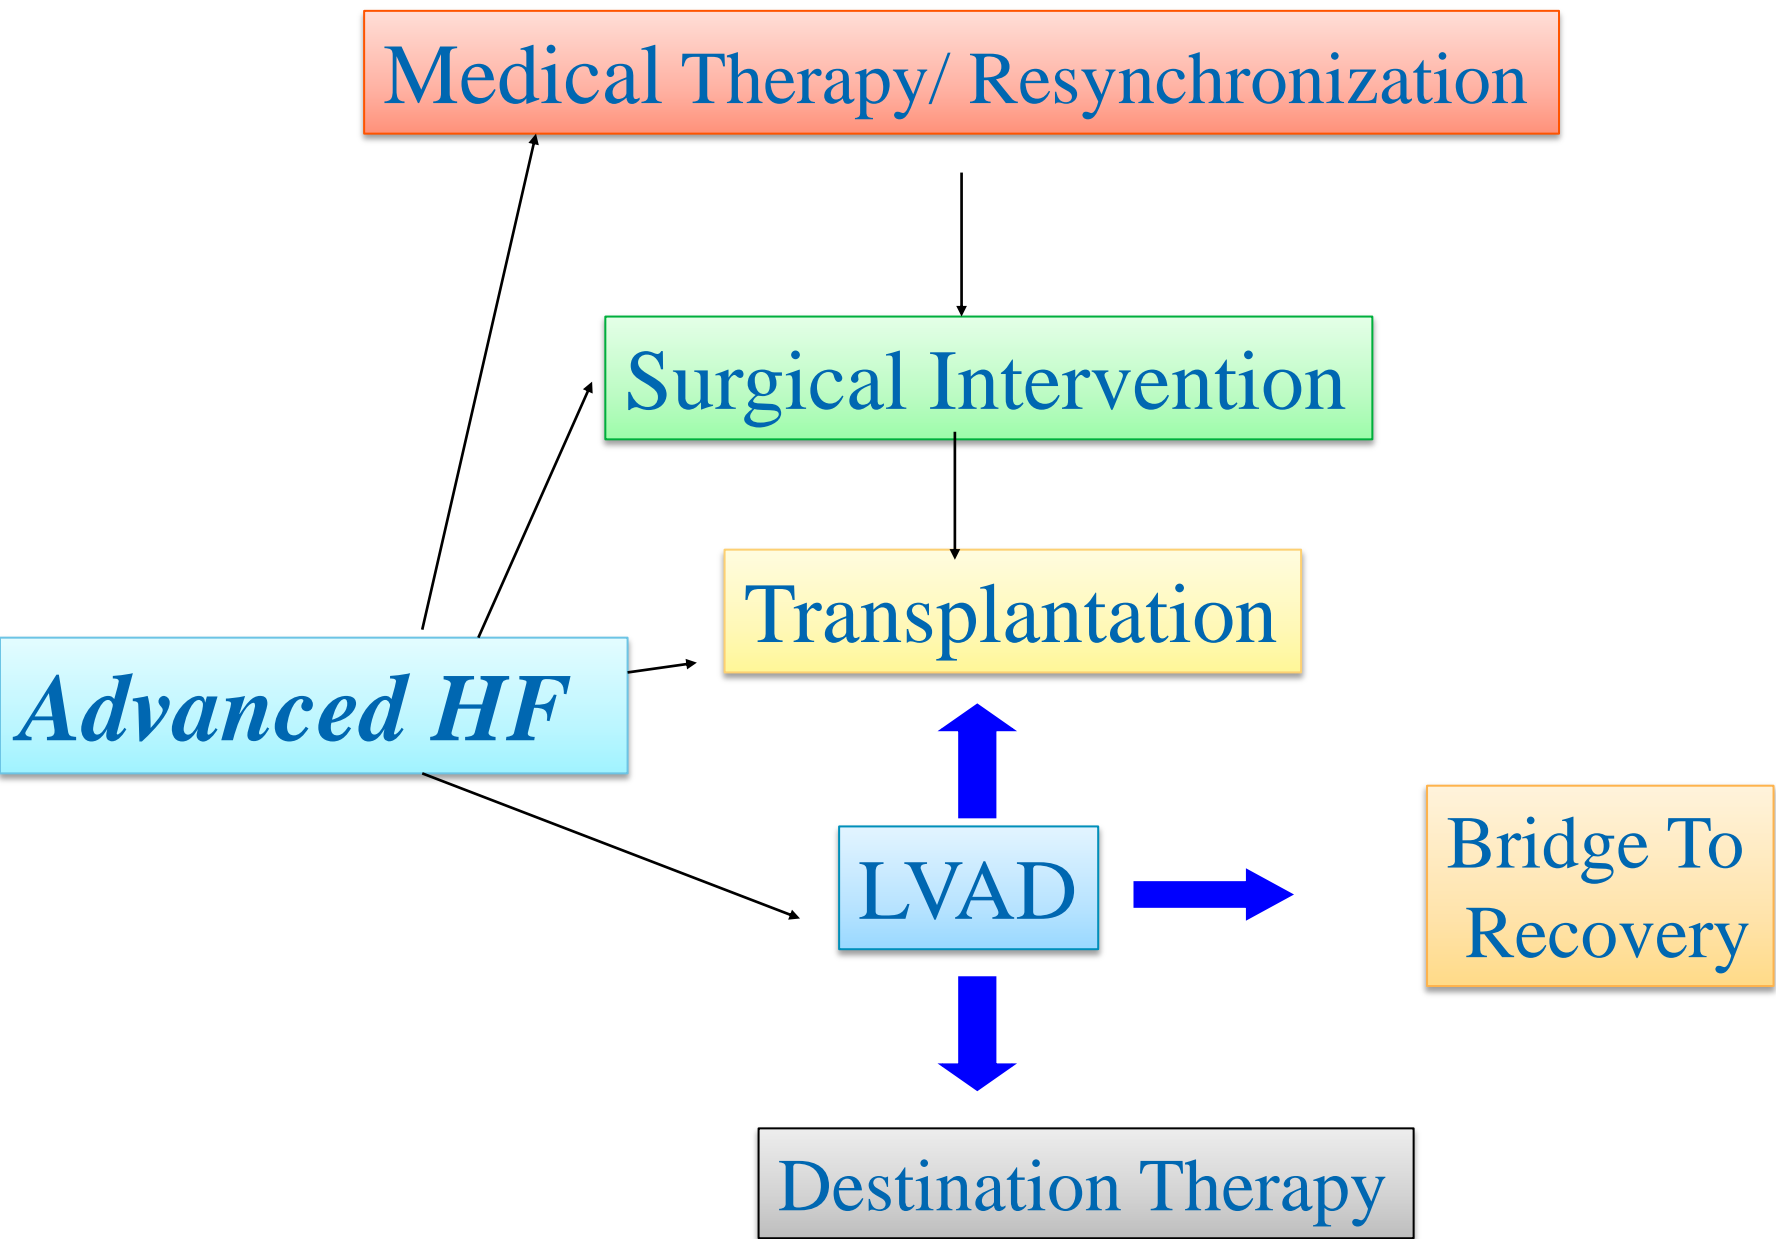 Medical Therapy/ Resynchronization
Surgical Intervention
Transplantation
Advanced HF
LVAD
Bridge To
Recovery
Destination Therapy